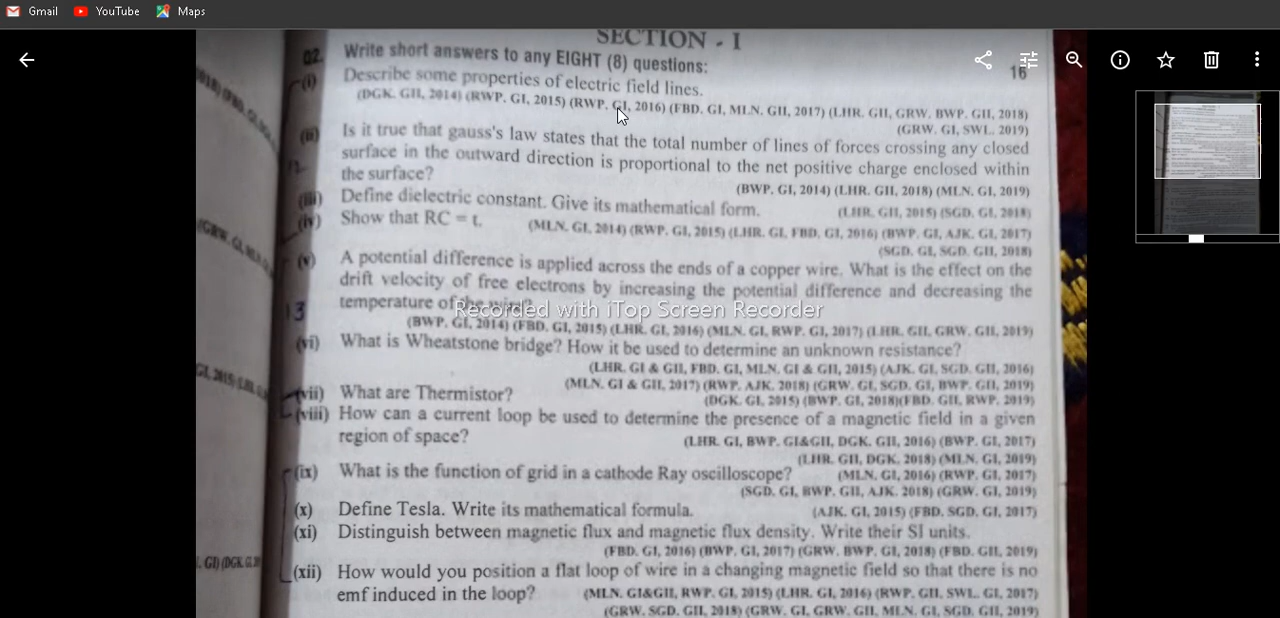 Gmail YouTube Maps
SECTION - I
Q2. Write short answers to any EIGHT (8) questions: 16
(i) Describe some properties of electric field lines.
(DGK. GII, 2014) (RWP. GI, 2015) (RWP. GI, 2016) (FBD. GI, MLN. GII, 2017) (LHR. GII, GRW. BWP. GII, 2018)
(GRW. GI, SWL. 2019)
(ii) Is it true that gauss's law states that the total number of lines of forces crossing any closed
surface in the outward direction is proportional to the net positive charge enclosed within
the surface?
(BWP. GI, 2014) (LHR. GII, 2018) (MLN. GI, 2019)
(iii) Define dielectric constant. Give its mathematical form. (LHR. GII, 2015) (SGD. GI, 2018)
(iv) Show that RC = t. (MLN. GI, 2014) (RWP. GI, 2015) (LHR. GI, FBD. GI, 2016) (BWP. GI, AJK. GI, 2017)
(SGD. GI, SGD. GII, 2018)
(v) A potential difference is applied across the ends of a copper wire. What is the effect on the
drift velocity of free electrons by increasing the potential difference and decreasing the
temperature of the wire?
Recorded with iTop Screen Recorder
13
(BWP. GI, 2014) (FBD. GI, 2015) (LHR. GI, 2016) (MLN. GI, RWP. GI, 2017) (LHR. GII, GRW. GII, 2019)
(vi) What is Wheatstone bridge? How it be used to determine an unknown resistance?
(LHR. GI & GII, FBD. GI, MLN. GI & GII, 2015) (AJK. GI, SGD. GII, 2016)
(MLN. GI & GII, 2017) (RWP. AJK. 2018) (GRW. GI, SGD. GI, BWP. GII, 2019)
(vii) What are Thermistor? (DGK. GI, 2015) (BWP. GI, 2018)(FBD. GII, RWP. 2019)
(viii) How can a current loop be used to determine the presence of a magnetic field in a given
region of space? (LHR. GI, BWP. GI&GII, DGK. GII, 2016) (BWP. GI, 2017)
(LHR. GII, DGK. 2018) (MLN. GI, 2019)
(ix) What is the function of grid in a cathode Ray oscilloscope? (MLN. GI, 2016) (RWP. GI, 2017)
(SGD. GI, BWP. GII, AJK. 2018) (GRW. GI, 2019)
(x) Define Tesla. Write its mathematical formula. (AJK. GI, 2015) (FBD. SGD. GI, 2017)
(xi) Distinguish between magnetic flux and magnetic flux density. Write their SI units.
(FBD. GI, 2016) (BWP. GI, 2017) (GRW. BWP. GI, 2018) (FBD. GII, 2019)
(xii) How would you position a flat loop of wire in a changing magnetic field so that there is no
emf induced in the loop? (MLN. GI&GII, RWP. GI, 2015) (LHR. GI, 2016) (RWP. GII, SWL. GI, 2017)
(GRW. SGD. GII, 2018) (GRW. GI, GRW. GII, MLN. GI, SGD. GII, 2019)